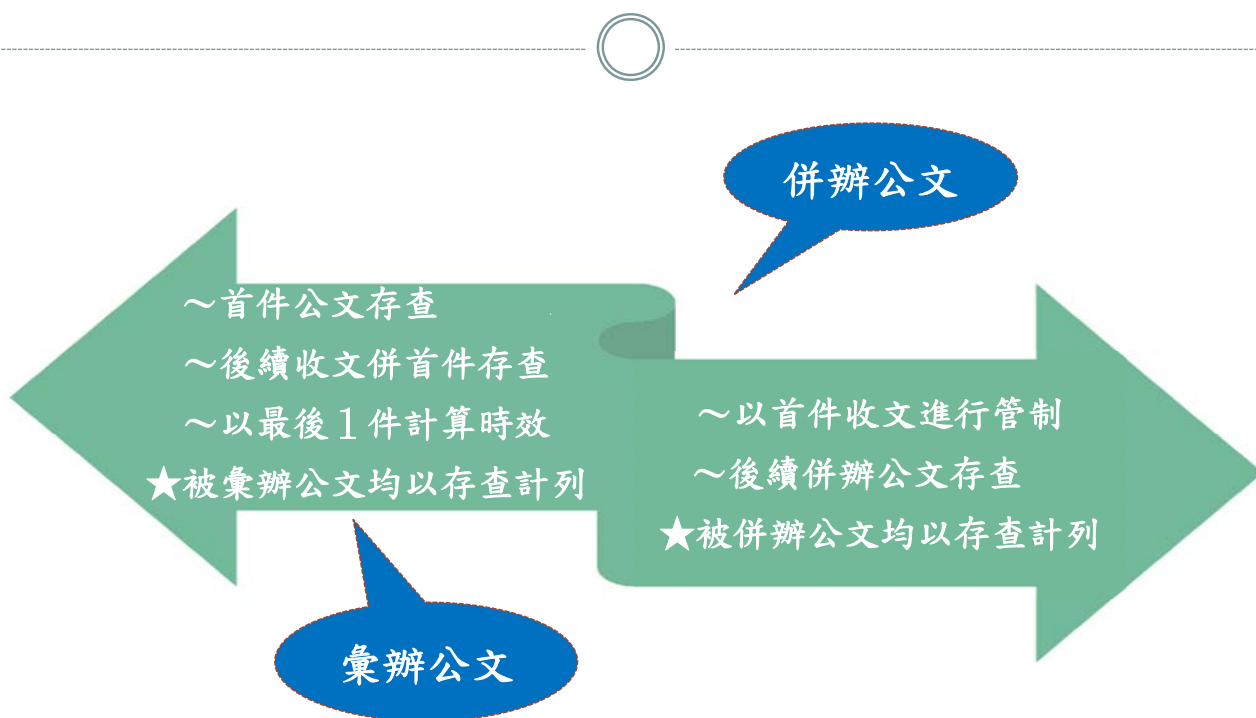 併辦公文
～首件公文存查
～後續收文併首件存查
～以最後１件計算時效
★被彙辦公文均以存查計列
～以首件收文進行管制
～後續併辦公文存查
★被併辦公文均以存查計列
彙辦公文